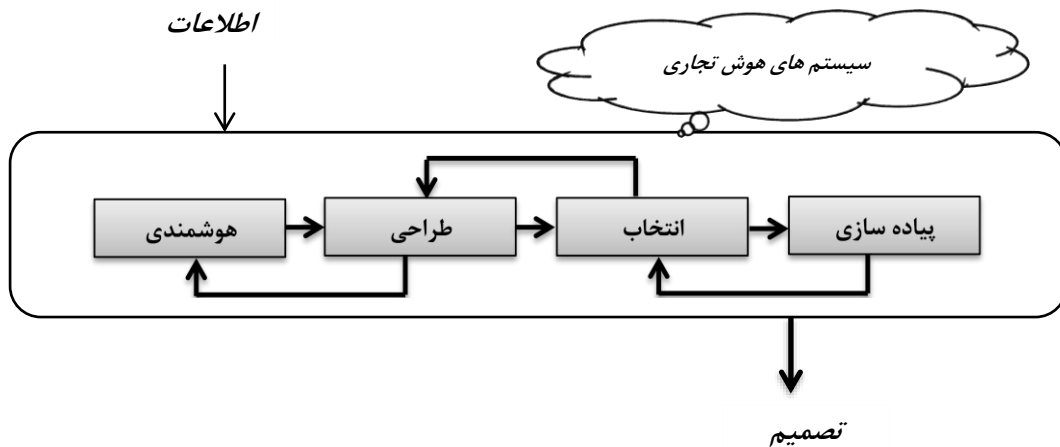 اطلاعات
سیستم های هوش تجاری
هوشمندی
طراحی
انتخاب
پیاده سازی
تصمیم